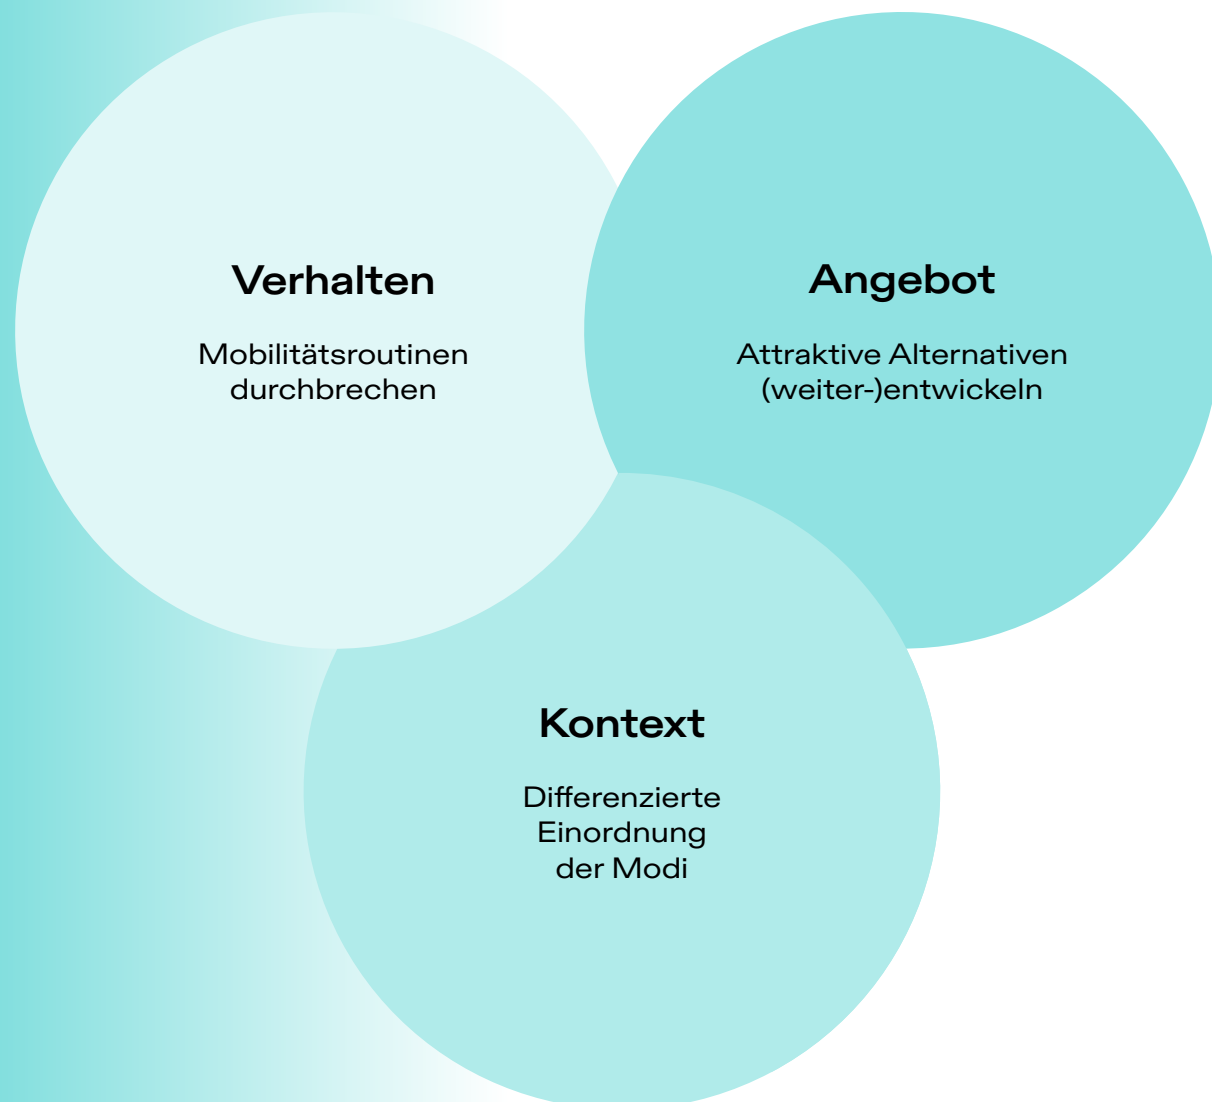 Verhalten
Mobilitätsroutinen
durchbrechen
Angebot
Attraktive Alternativen
(weiter-)entwickeln
Kontext
Differenzierte
Einordnung
der Modi